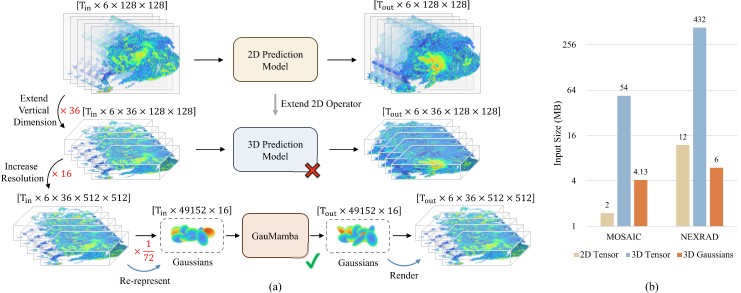 [T_in × 6 × 128 × 128]
[T_out × 6 × 128 × 128]
2D Prediction
Model
Extend
Vertical
Dimension
× 36
[T_in × 6 × 36 × 128 × 128]
Extend 2D Operator
[T_out × 6 × 36 × 128 × 128]
3D Prediction
Model
Increase
Resolution
× 16
[T_in × 6 × 36 × 512 × 512]
[T_in × 49152 × 16]
[T_out × 49152 × 16]
[T_out × 6 × 36 × 512 × 512]
× 1/72
GauMamba
Gaussians
Gaussians
Re-represent
Render
(a)
Input Size (MB)
256
64
16
4
1
2
54
4.13
12
432
6
MOSAIC
NEXRAD
2D Tensor
3D Tensor
3D Gaussians
(b)